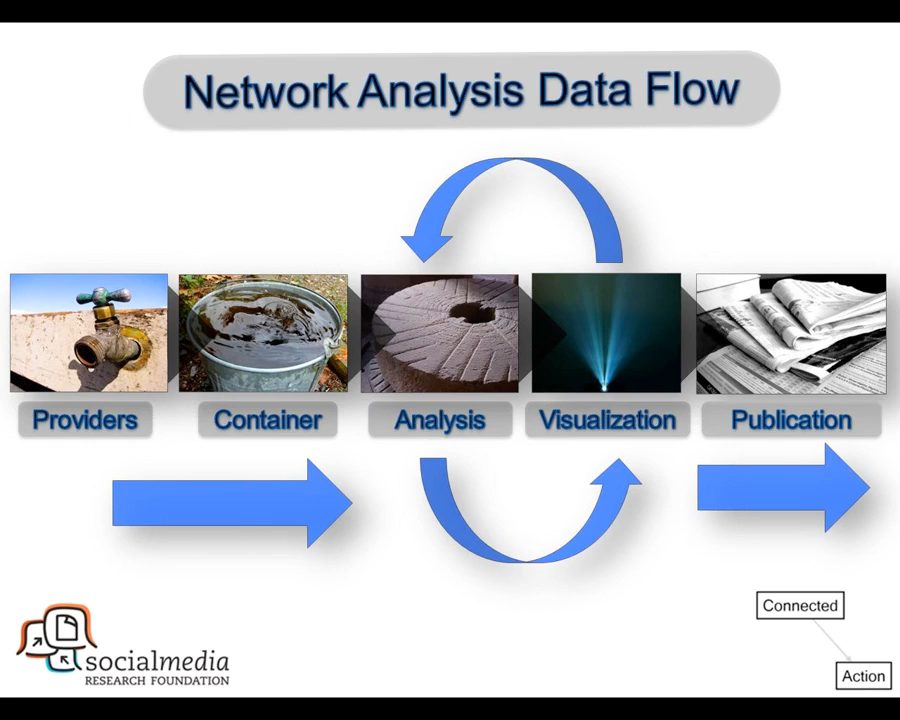 Network Analysis Data Flow
Providers
Container
Analysis
Visualization
Publication
Connected
Action
socialmedia
RESEARCH FOUNDATION